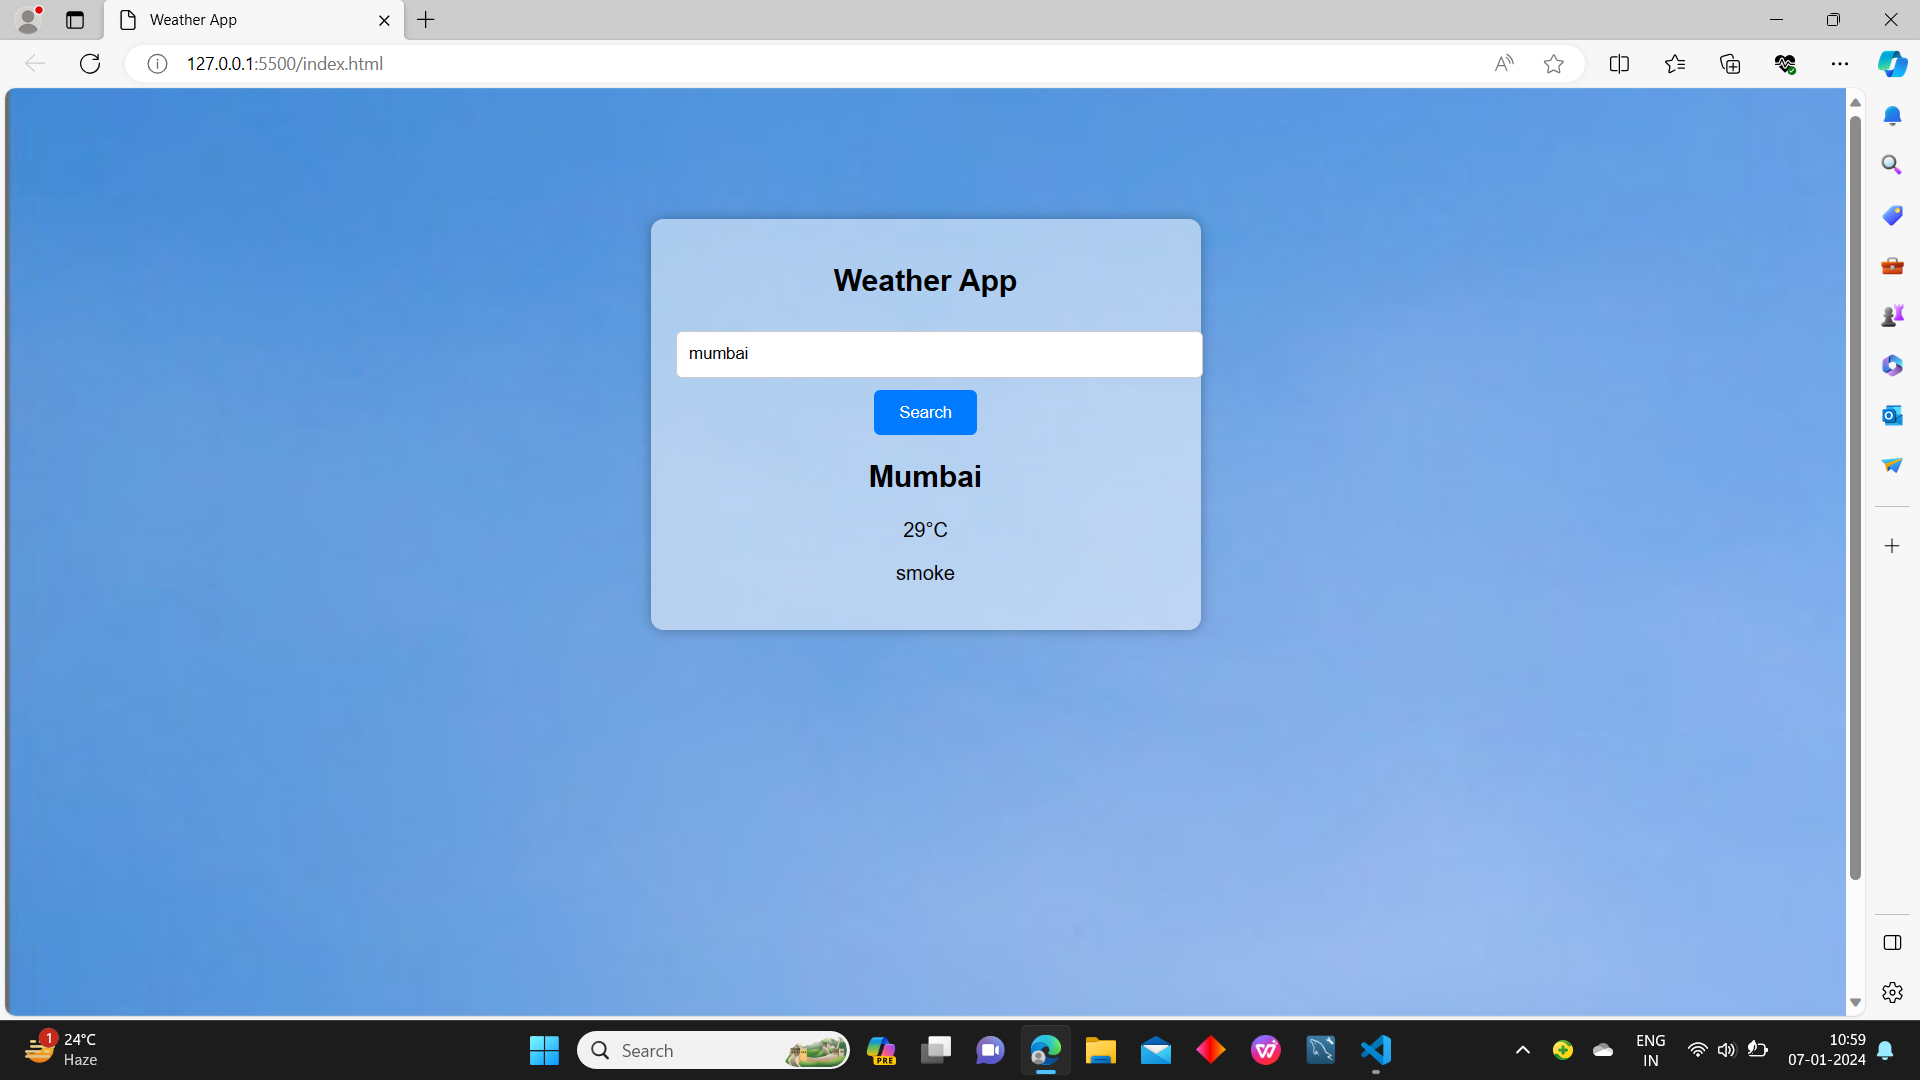 Weather App
127.0.0.1:5500/index.html
Weather App
mumbai
Search
Mumbai
29°C
smoke
1
24°C
Haze
Search
PRE
ENG
IN
10:59
07-01-2024